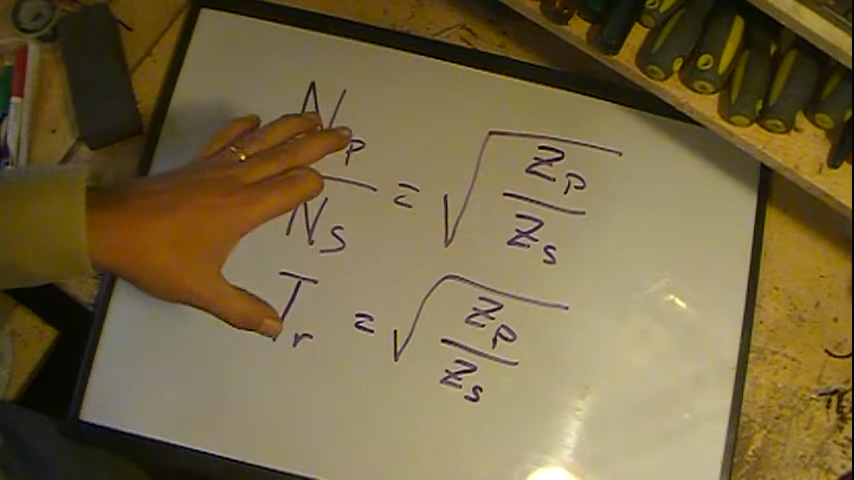 Np/Ns = √(Zp/Zs)
Tr = √(Zp/Zs)